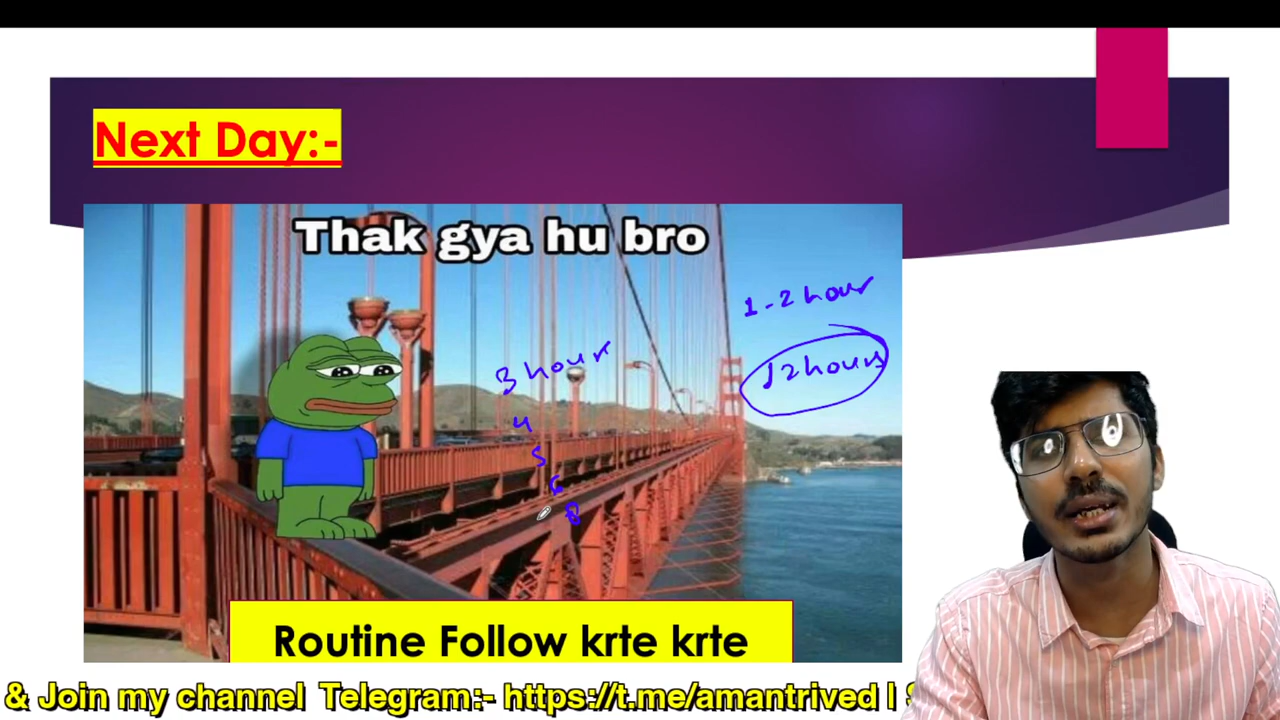 Next Day:-
Thak gya hu bro
1-2 hour
12 hours
3 hour
4
5
6
8
Routine Follow krte krte
& Join my channel Telegram:- https://t.me/amantrived l S